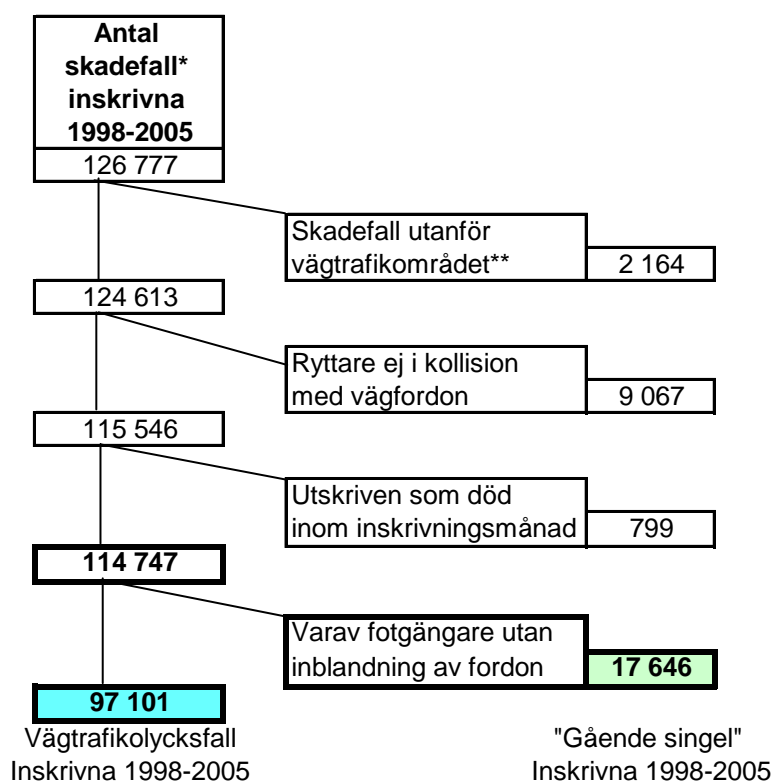 Antal
skadefall*
inskrivna
1998-2005
126 777
Skadefall utanför
vägtrafikområdet**
2 164
124 613
Ryttare ej i kollision
med vägfordon
9 067
115 546
Utskriven som död
inom inskrivningsmånad
799
114 747
Varav fotgängare utan
inblandning av fordon
17 646
97 101
Vägtrafikolycksfall
Inskrivna 1998-2005
"Gående singel"
Inskrivna 1998-2005